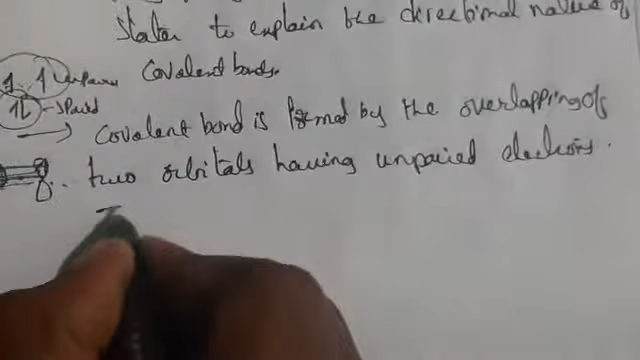 to explain the directional nature of
1, 1 unpaired Covalent bonds.
1l - paired
→ Covalent bond is formed by the overlapping of
two orbitals having unpaired electrons.